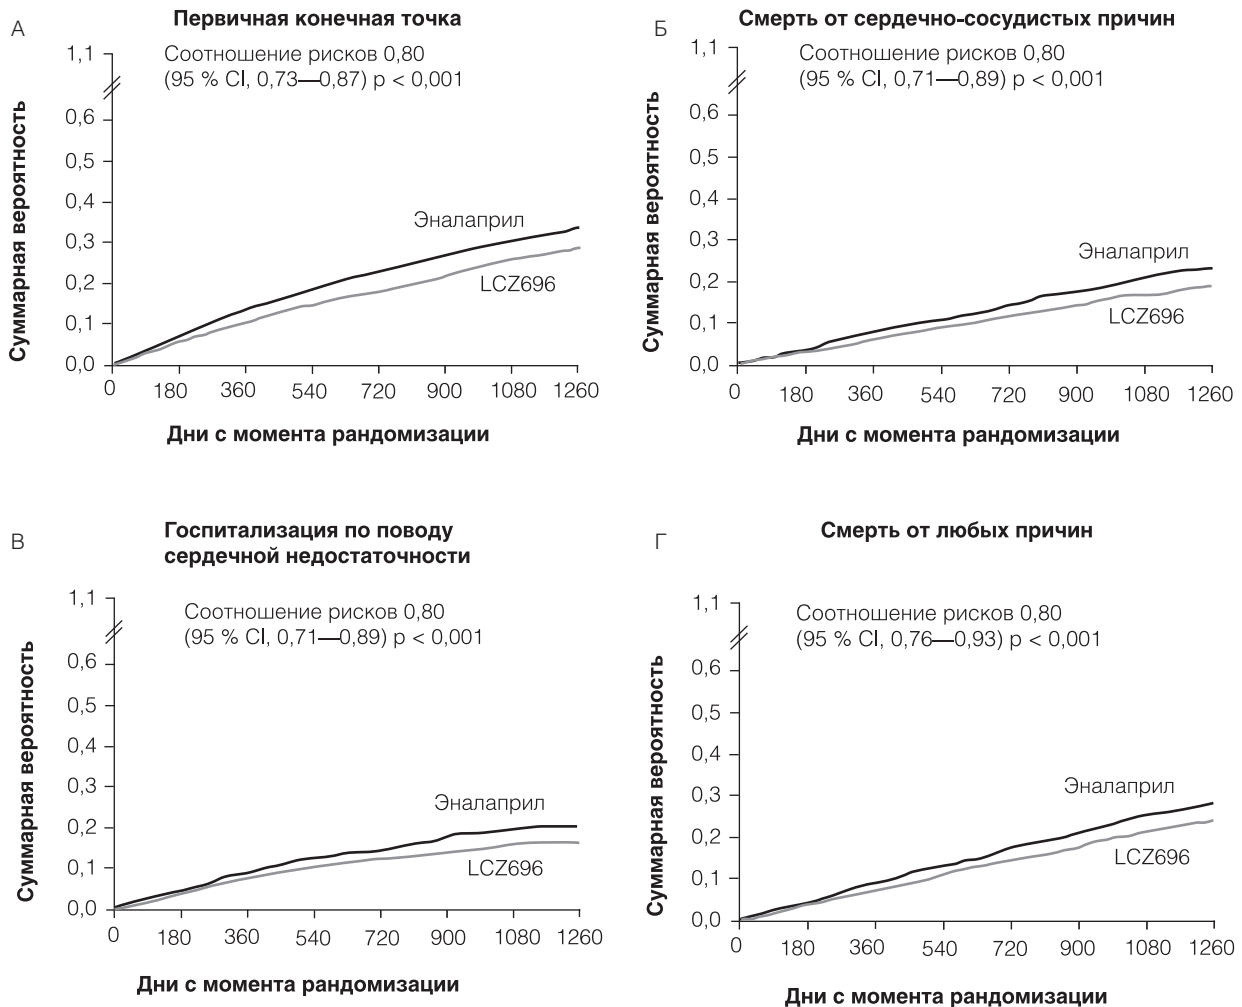 А
Первичная конечная точка
Соотношение рисков 0,80
(95 % CI, 0,73—0,87) p < 0,001
Суммарная вероятность
1,1
0,6
0,5
0,4
0,3
0,2
0,1
0,0
Эналаприл
LCZ696
0 180 360 540 720 900 1080 1260
Дни с момента рандомизации
Б
Смерть от сердечно-сосудистых причин
Соотношение рисков 0,80
(95 % CI, 0,71—0,89) p < 0,001
Суммарная вероятность
1,1
0,6
0,5
0,4
0,3
0,2
0,1
0,0
Эналаприл
LCZ696
0 180 360 540 720 900 1080 1260
Дни с момента рандомизации
В
Госпитализация по поводу
сердечной недостаточности
Соотношение рисков 0,80
(95 % CI, 0,71—0,89) p < 0,001
Суммарная вероятность
1,1
0,6
0,5
0,4
0,3
0,2
0,1
0,0
Эналаприл
LCZ696
0 180 360 540 720 900 1080 1260
Дни с момента рандомизации
Г
Смерть от любых причин
Соотношение рисков 0,80
(95 % CI, 0,76—0,93) p < 0,001
Суммарная вероятность
1,1
0,6
0,5
0,4
0,3
0,2
0,1
0,0
Эналаприл
LCZ696
0 180 360 540 720 900 1080 1260
Дни с момента рандомизации